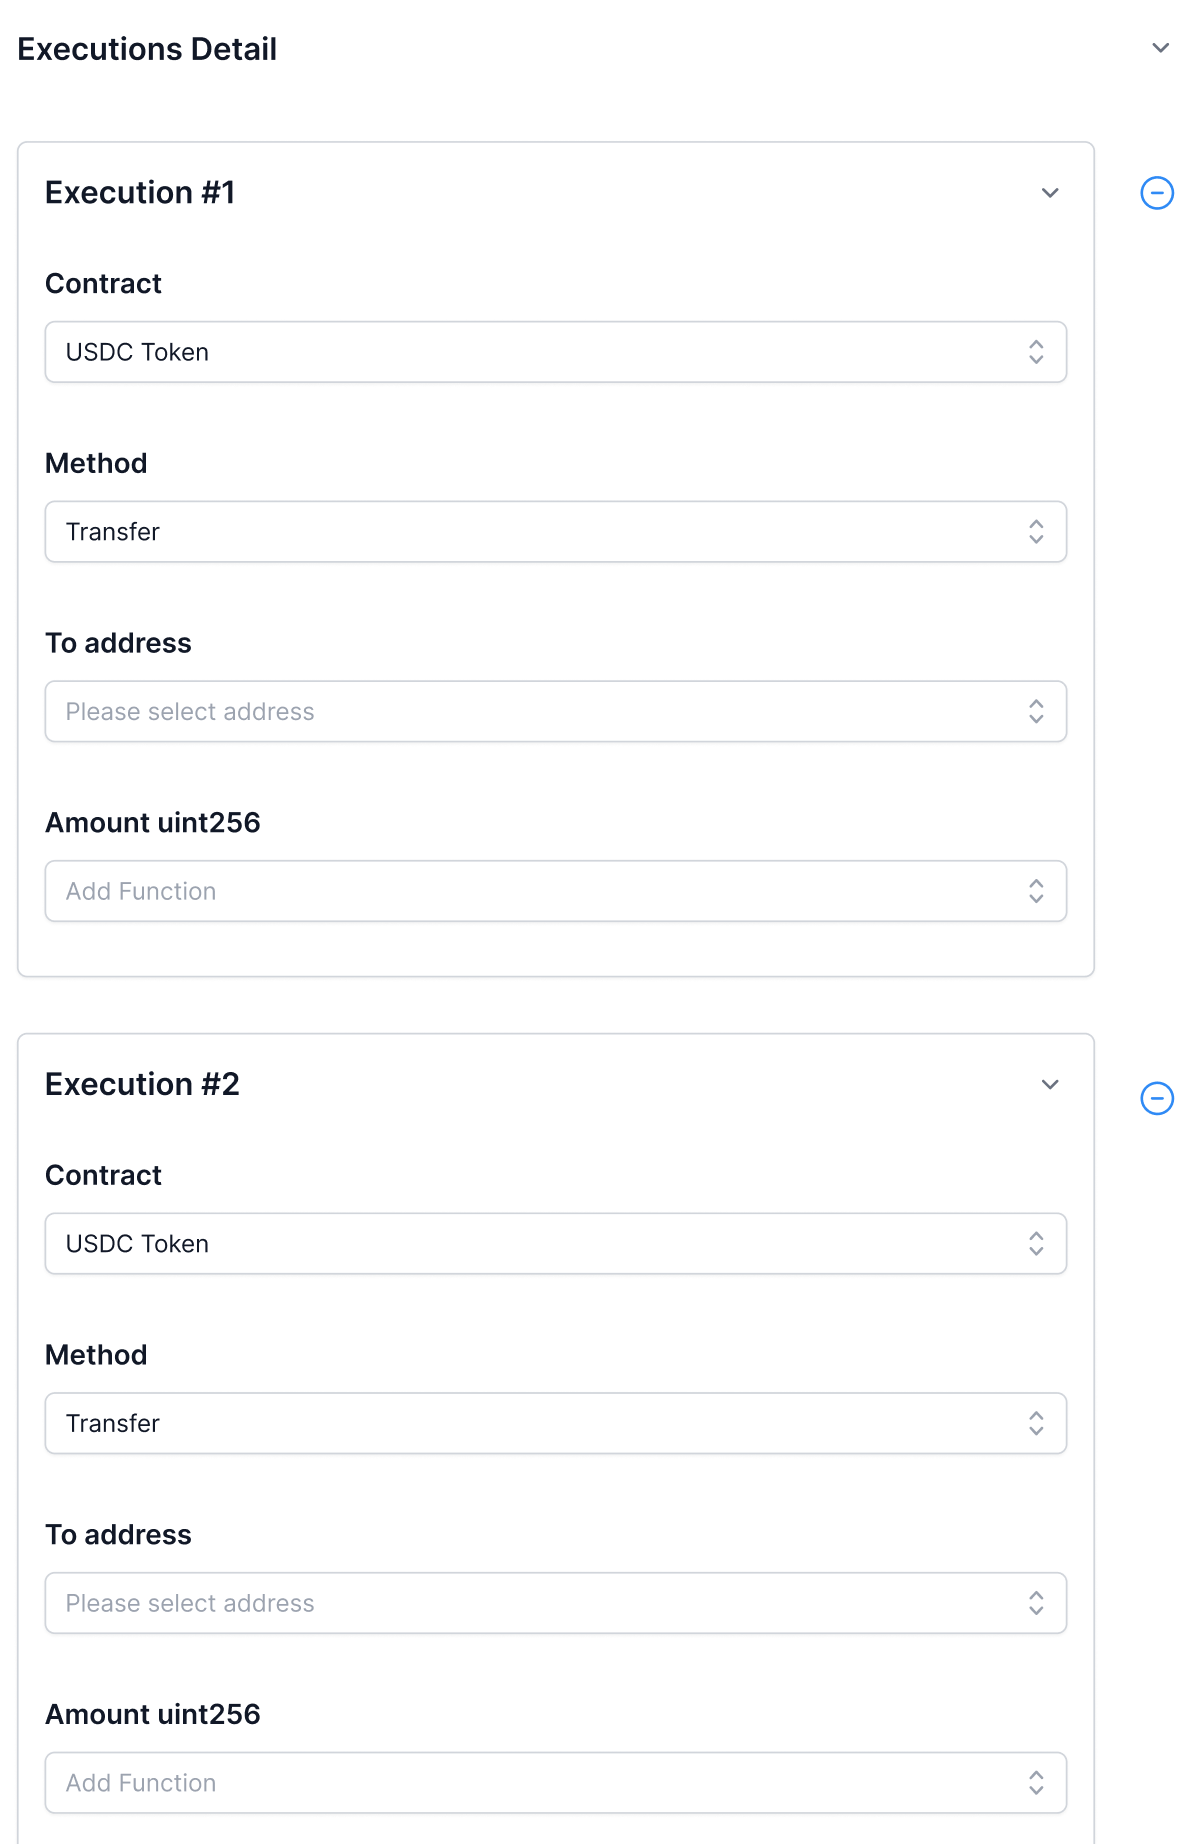 Executions Detail
Execution #1
Contract
USDC Token
Method
Transfer
To address
Please select address
Amount uint256
Add Function
Execution #2
Contract
USDC Token
Method
Transfer
To address
Please select address
Amount uint256
Add Function